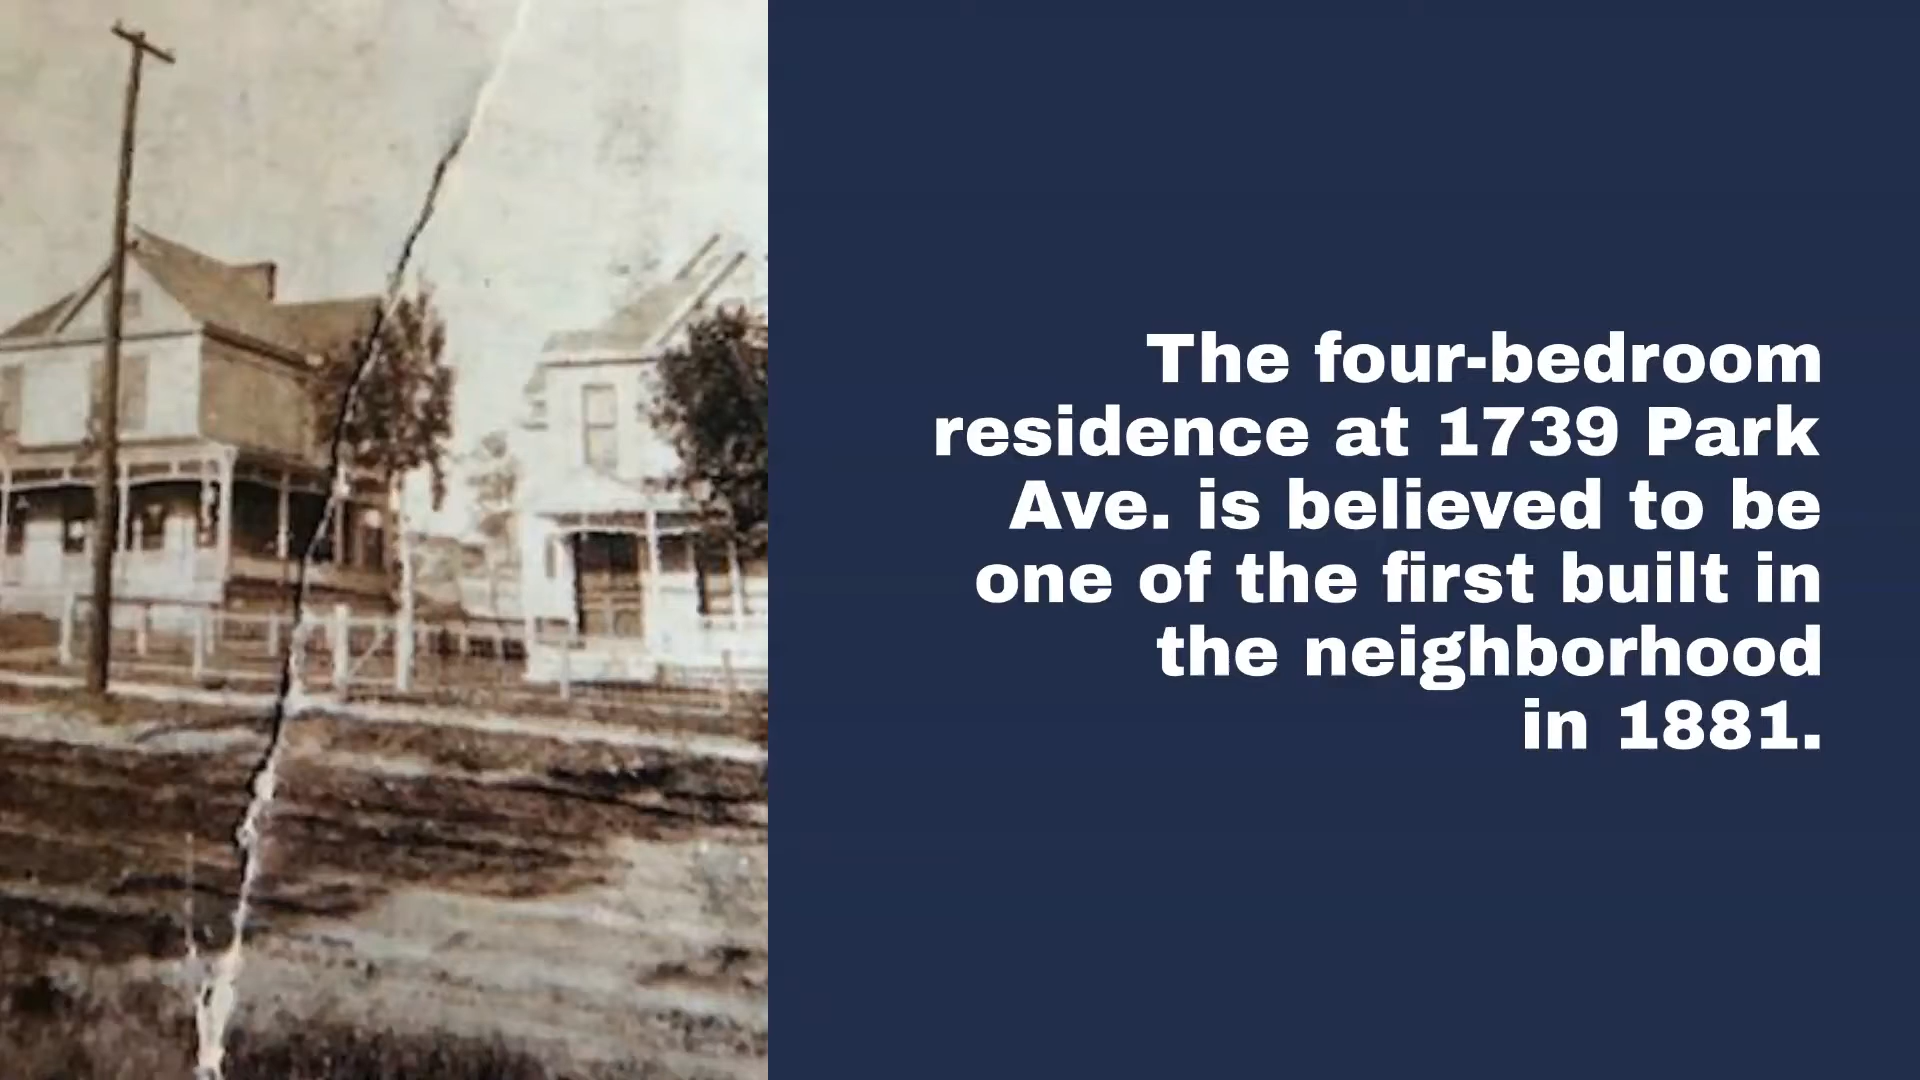 The four-bedroom
residence at 1739 Park
Ave. is believed to be
one of the first built in
the neighborhood
in 1881.